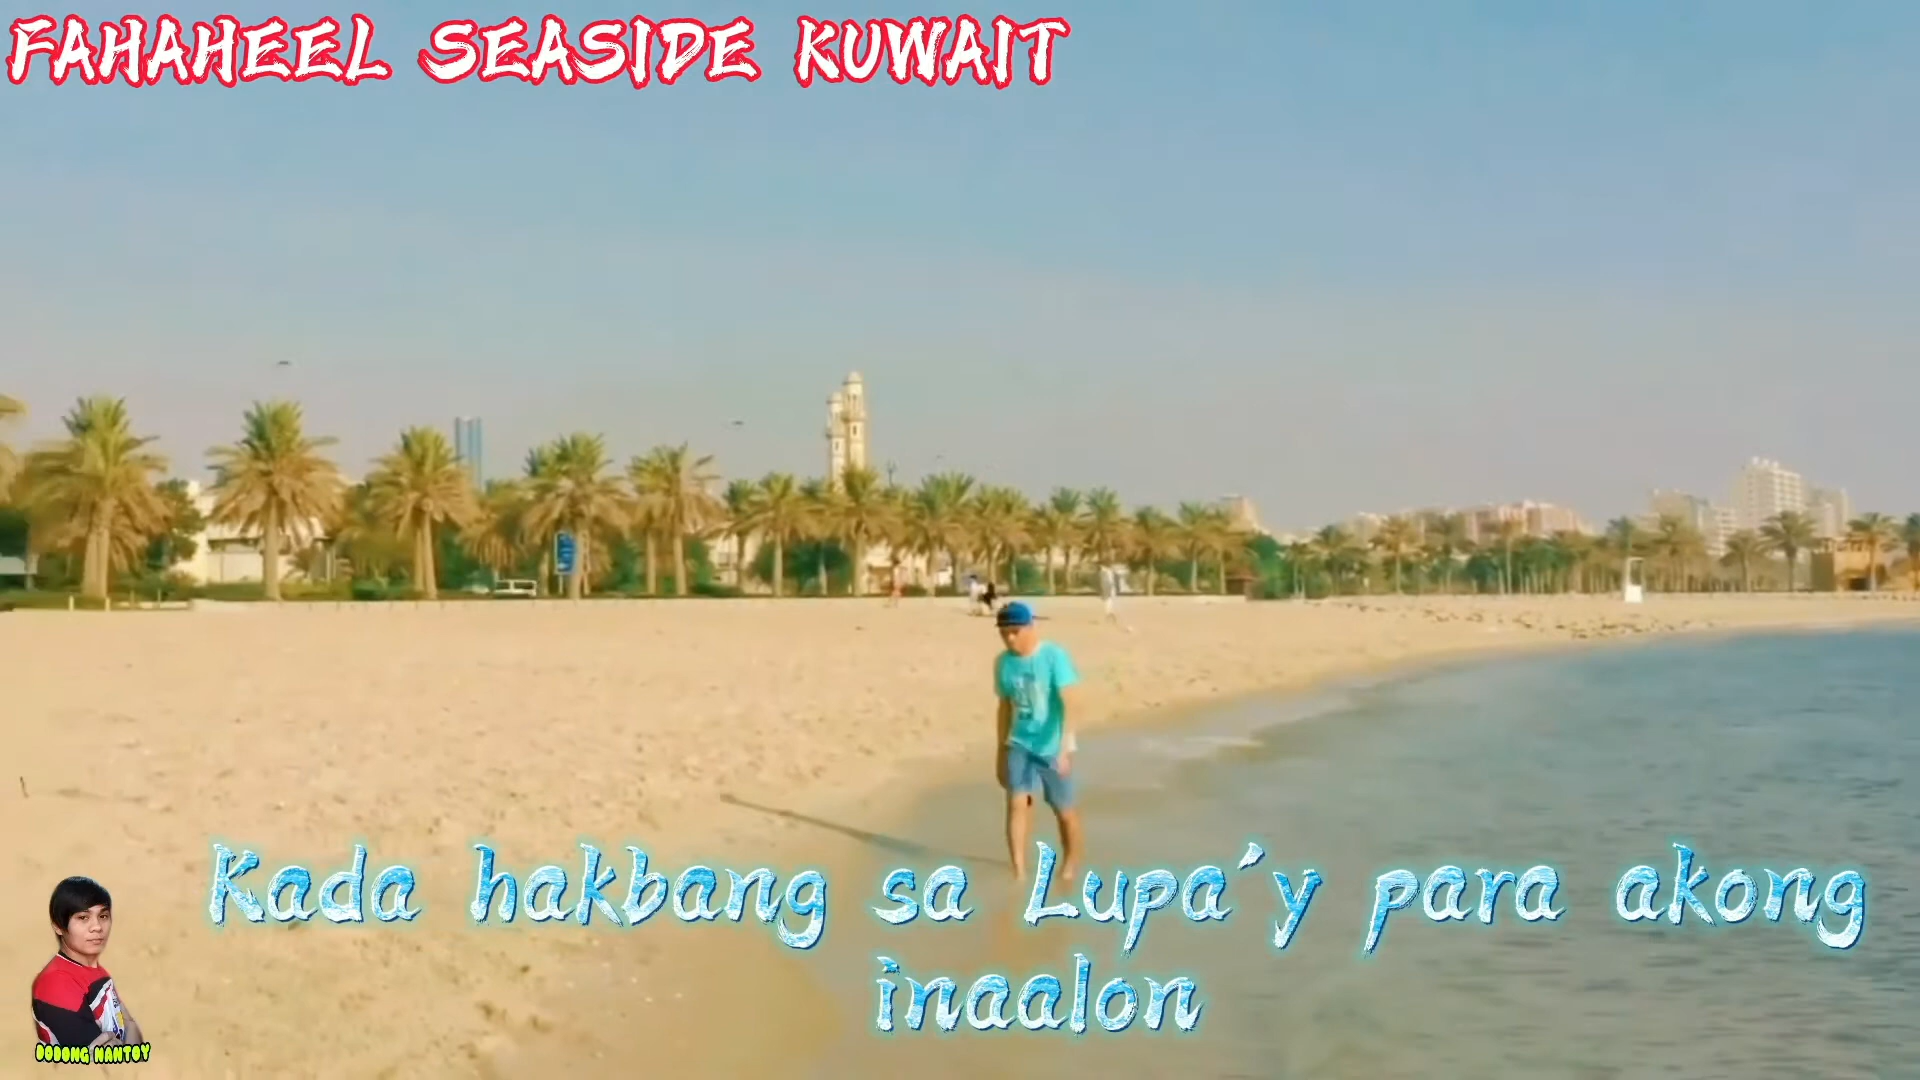 FAHAHEEL SEASIDE KUWAIT
Kada hakbang sa Lupa'y para akong
inaalon
DODONG NANTOY